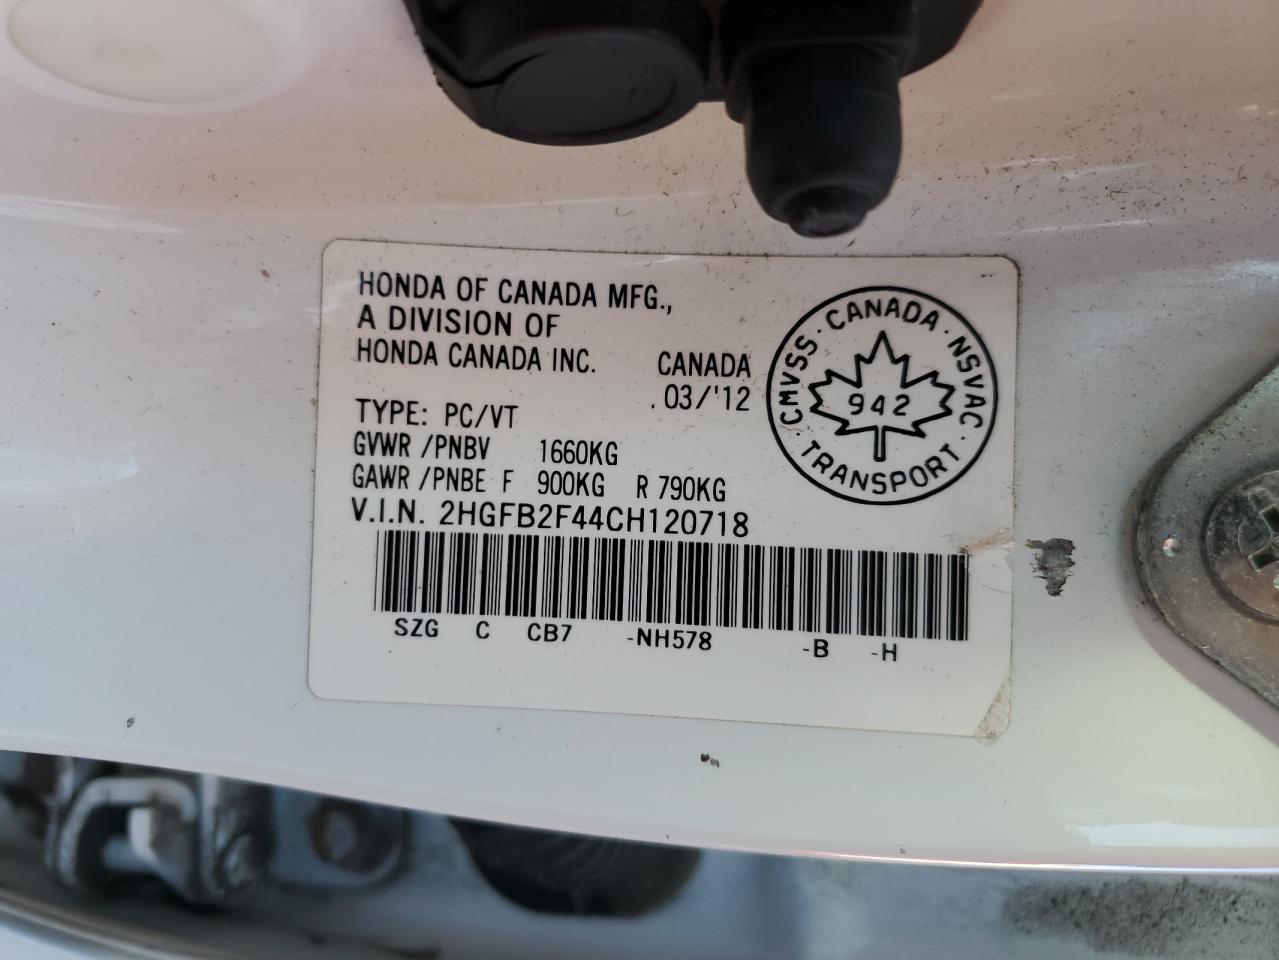 HONDA OF CANADA MFG.,
A DIVISION OF
HONDA CANADA INC.
CANADA
. 03/'12
CMVSS · CANADA · NSVAC · TRANSPORT ·
942
TYPE: PC/VT
GVWR /PNBV 1660KG
GAWR /PNBE F 900KG R 790KG
V.I.N. 2HGFB2F44CH120718
SZG C CB7 -NH578 -B -H